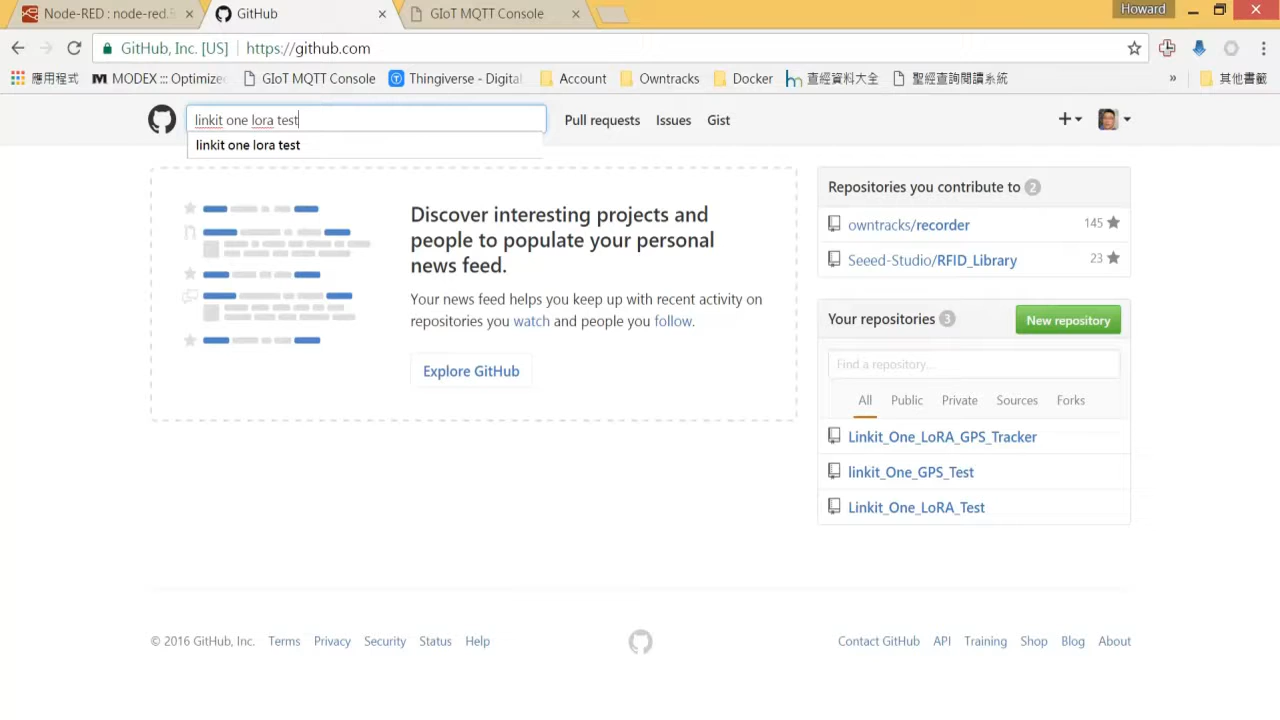 Node-RED : node-red.
GitHub
GIoT MQTT Console
Howard
GitHub, Inc. [US]
https://github.com
應用程式
MODEX ::: Optimize
GIoT MQTT Console
Thingiverse - Digital
Account
Owntracks
Docker
查經資料大全
聖經查詢閱讀系統
»
其他書籤
linkit one lora test
Pull requests
Issues
Gist
linkit one lora test
Discover interesting projects and
people to populate your personal
news feed.
Your news feed helps you keep up with recent activity on
repositories you watch and people you follow.
Explore GitHub
Repositories you contribute to 2
owntracks/recorder 145
Seeed-Studio/RFID_Library 23
Your repositories 3
New repository
Find a repository...
All Public Private Sources Forks
Linkit_One_LoRA_GPS_Tracker
linkit_One_GPS_Test
Linkit_One_LoRA_Test
© 2016 GitHub, Inc. Terms Privacy Security Status Help
Contact GitHub API Training Shop Blog About